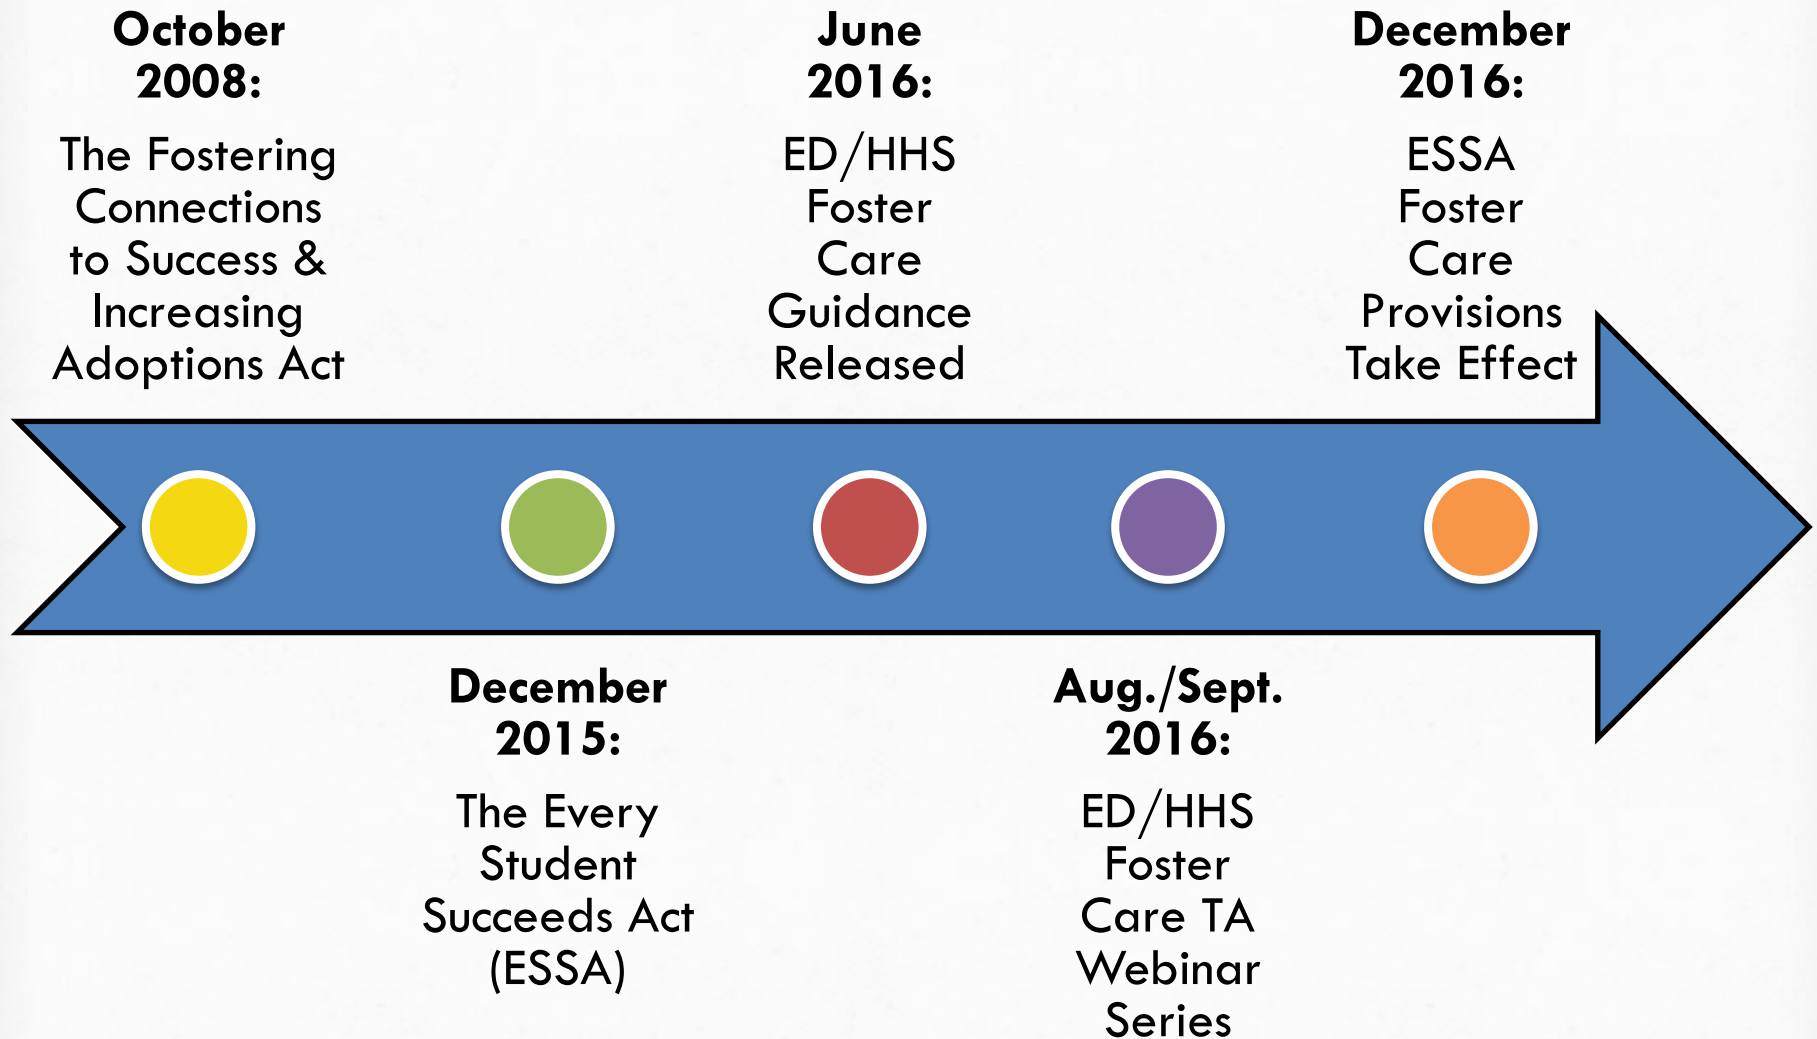 October
2008:
The Fostering
Connections
to Success &
Increasing
Adoptions Act
December
2015:
The Every
Student
Succeeds Act
(ESSA)
June
2016:
ED/HHS
Foster
Care
Guidance
Released
Aug./Sept.
2016:
ED/HHS
Foster
Care TA
Webinar
Series
December
2016:
ESSA
Foster
Care
Provisions
Take Effect